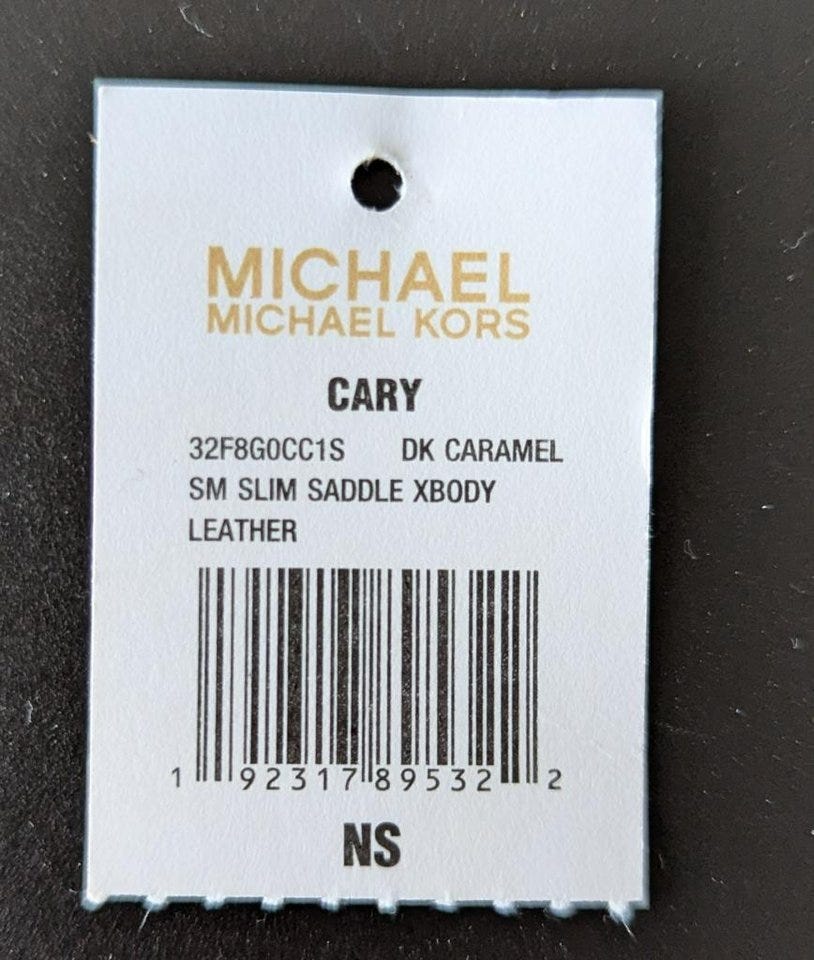 MICHAEL
MICHAEL KORS
CARY
32F8G0CC1S DK CARAMEL
SM SLIM SADDLE XBODY
LEATHER
1 92317 89532 2
NS